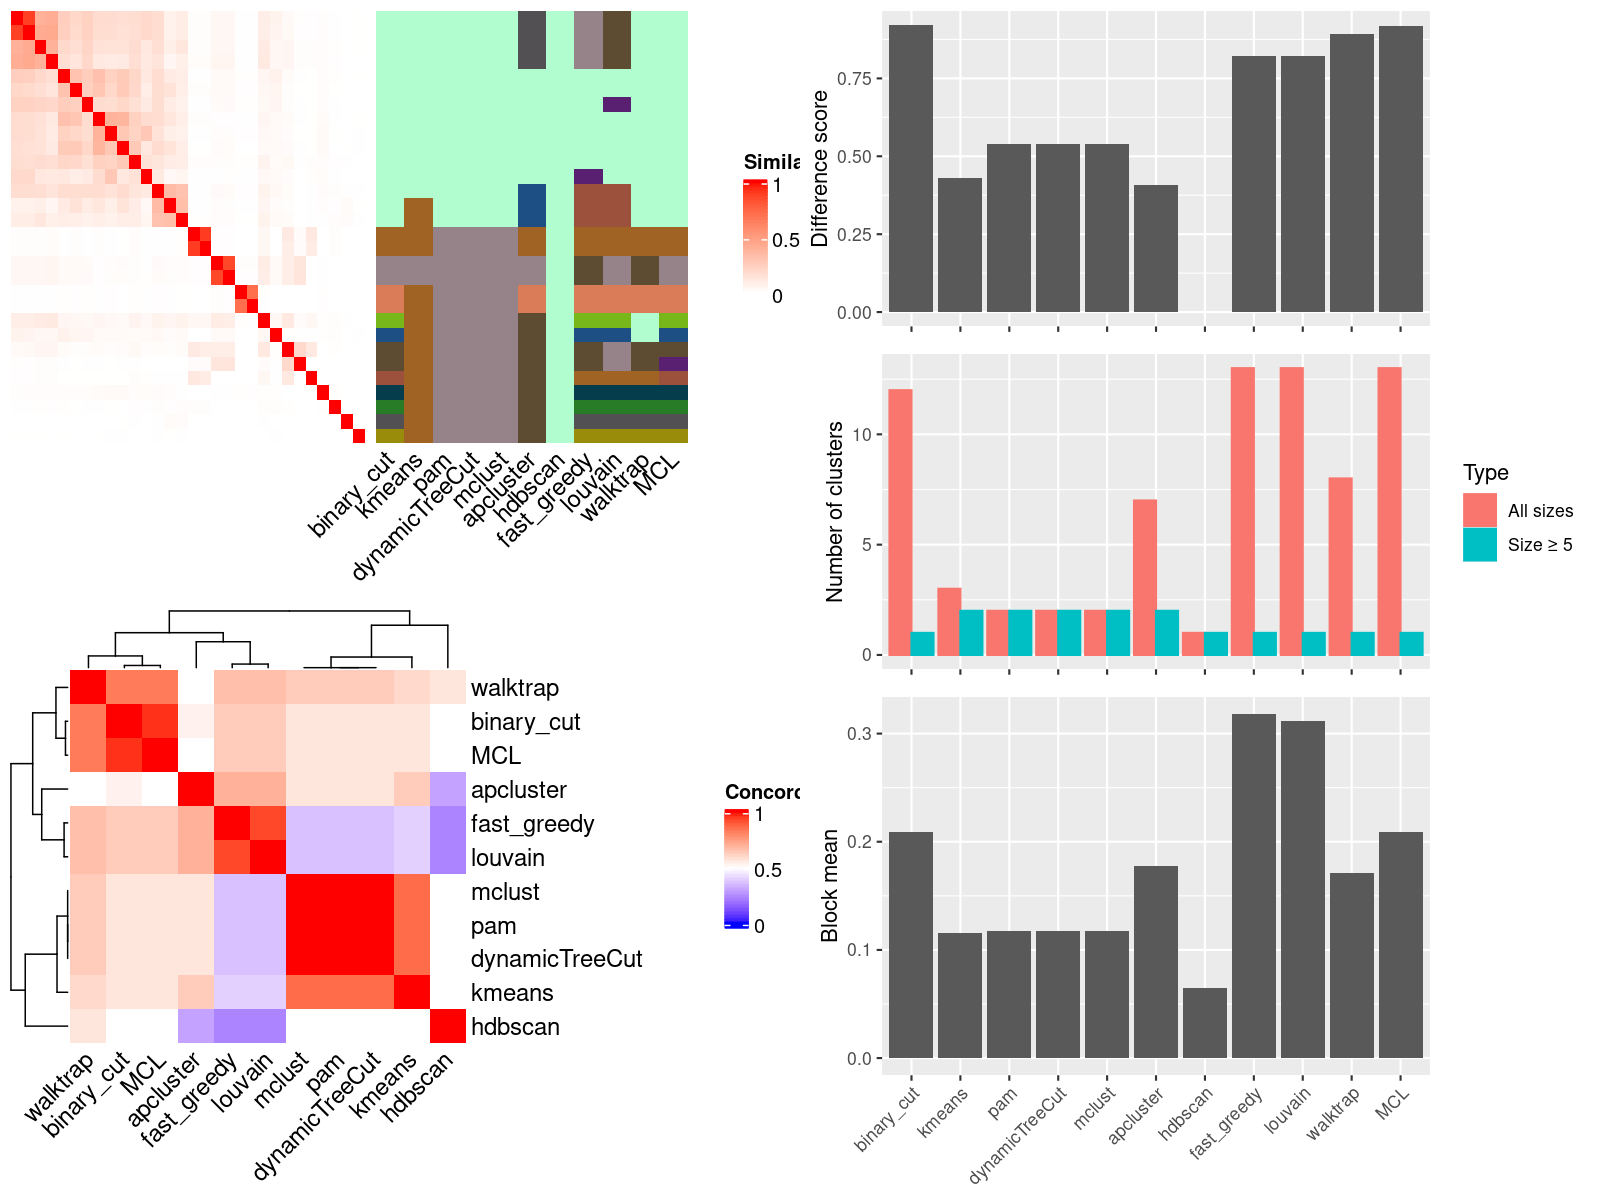 Simila
1
0.5
0
binary_cut
kmeans
pam
dynamicTreeCut
mclust
apcluster
hdbscan
fast_greedy
louvain
walktrap
MCL
walktrap
binary_cut
MCL
apcluster
fast_greedy
louvain
mclust
pam
dynamicTreeCut
kmeans
hdbscan
Concord
1
0.5
0
walktrap
binary_cut
MCL
apcluster
fast_greedy
louvain
mclust
pam
dynamicTreeCut
kmeans
hdbscan
Difference score
0.75
0.50
0.25
0.00
Number of clusters
10
5
0
Type
All sizes
Size ≥ 5
Block mean
0.3
0.2
0.1
0.0
binary_cut
kmeans
pam
dynamicTreeCut
mclust
apcluster
hdbscan
fast_greedy
louvain
walktrap
MCL